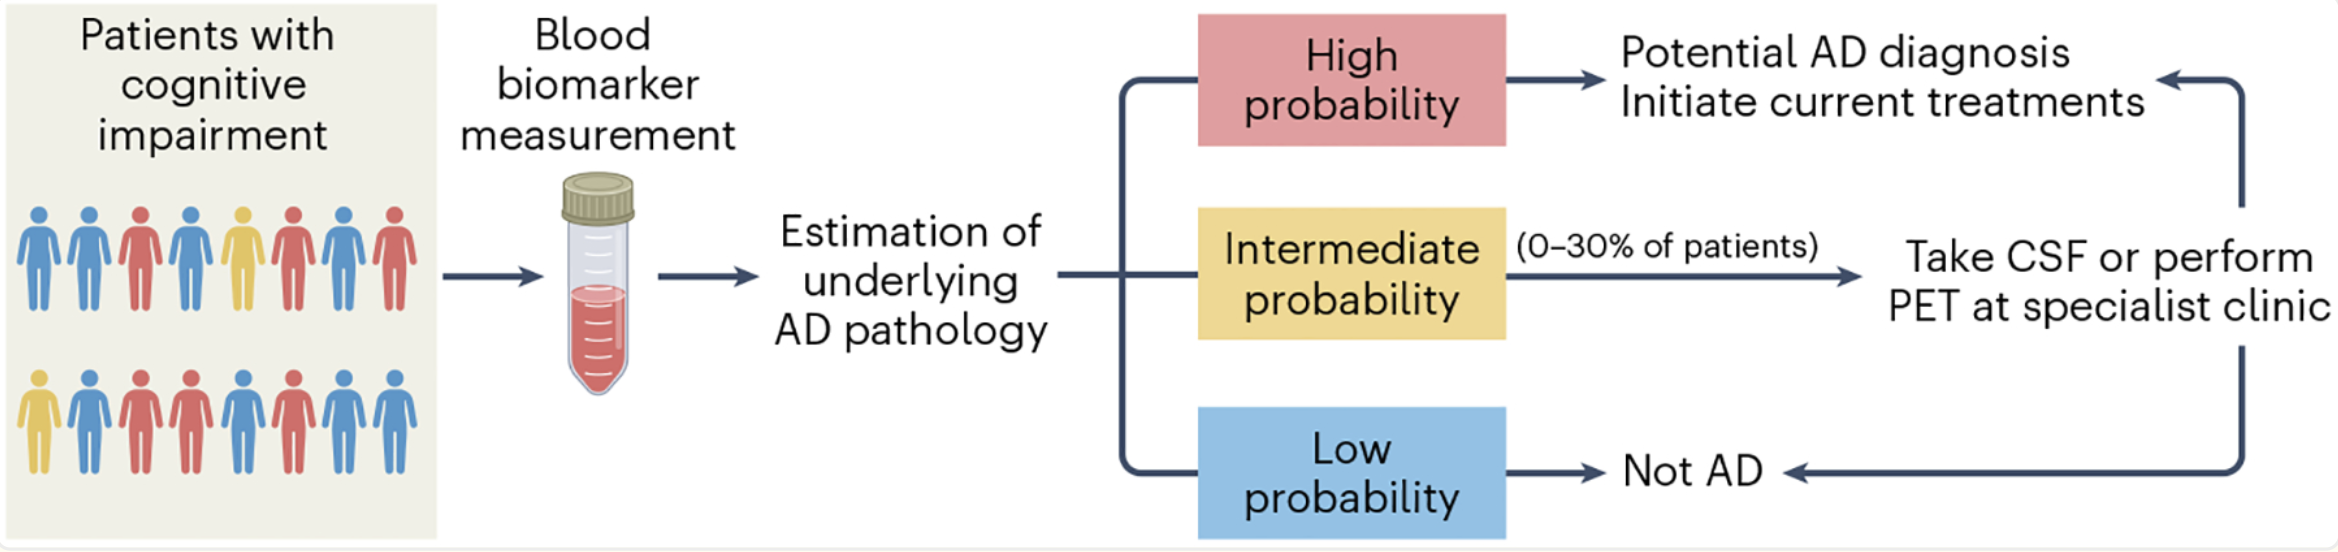 Patients with
cognitive
impairment
Blood
biomarker
measurement
Estimation of
underlying
AD pathology
High
probability
Potential AD diagnosis
Initiate current treatments
Intermediate
probability
(0–30% of patients)
Take CSF or perform
PET at specialist clinic
Low
probability
Not AD